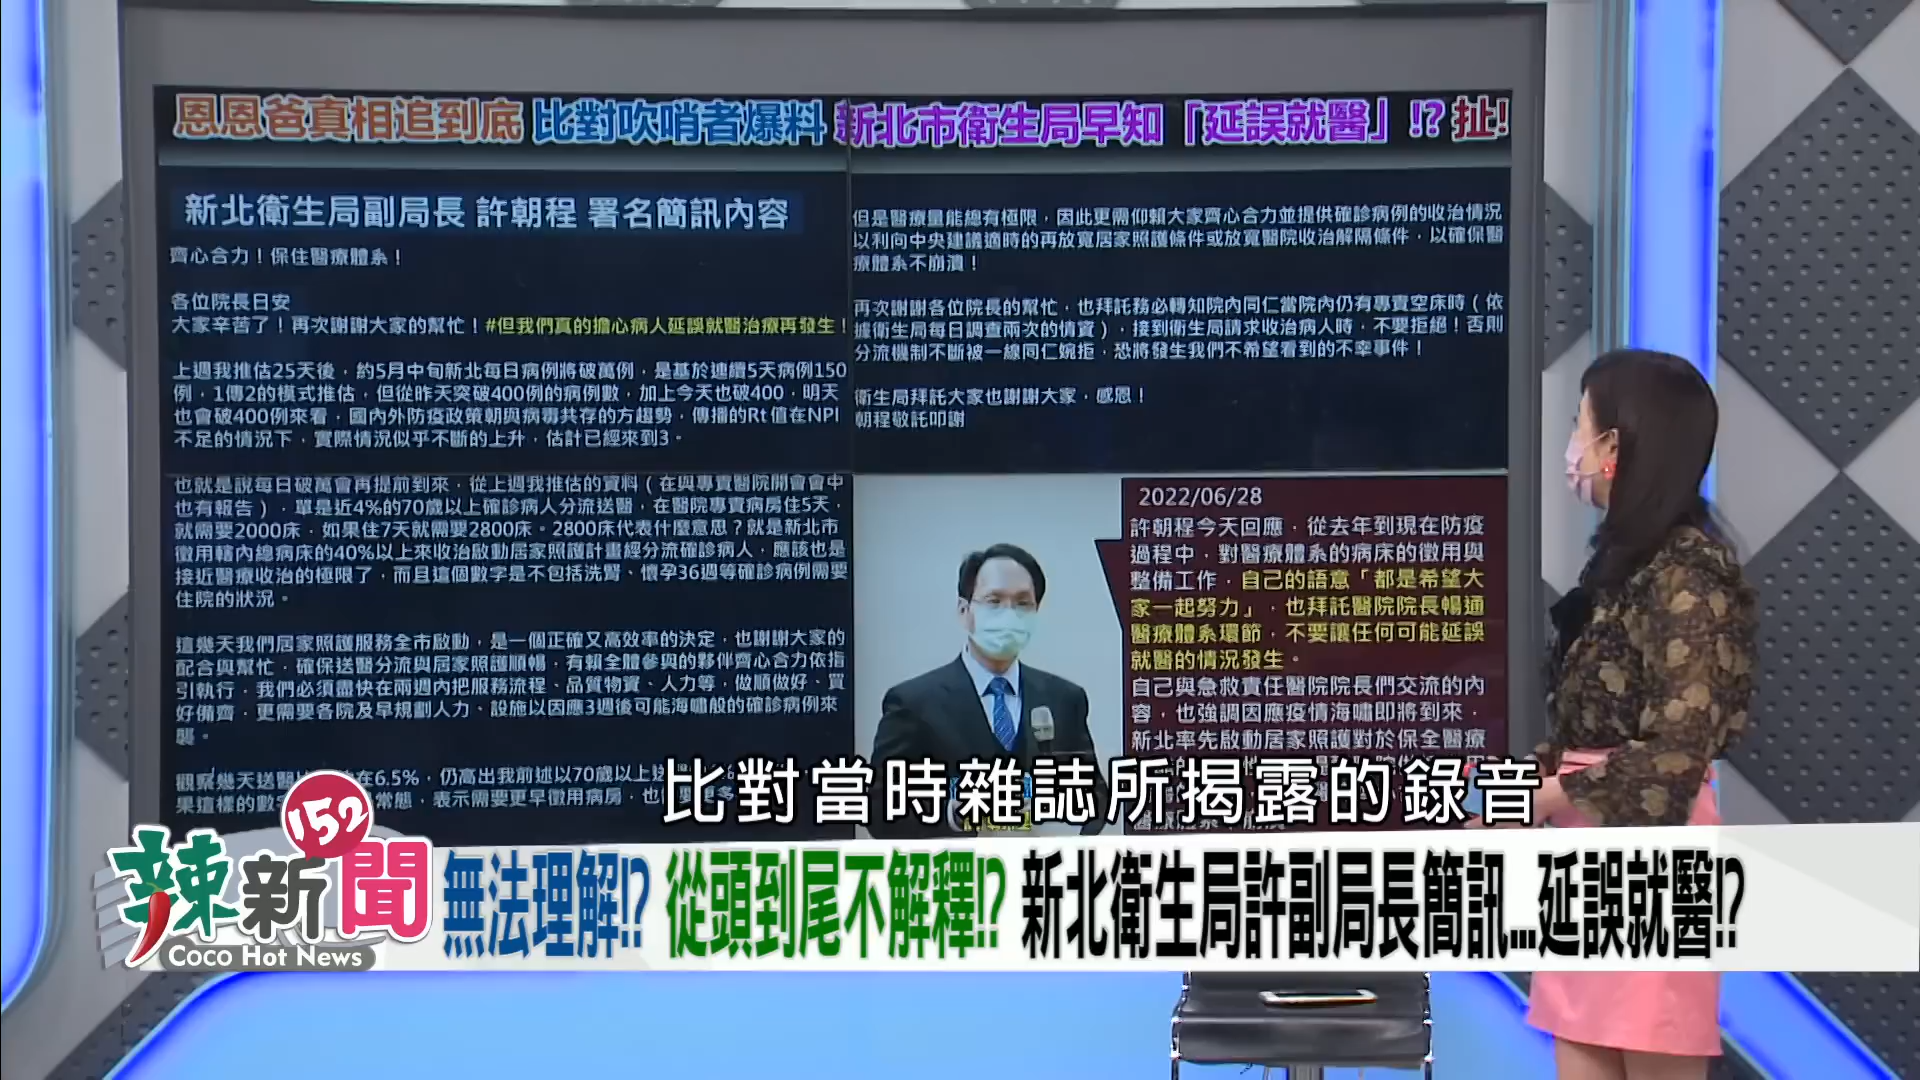 恩恩爸真相追到底 比對吹哨者爆料 新北市衛生局早知「延誤就醫」!? 扯!
新北衛生局副局長 許朝程 署名簡訊內容
齊心合力！保住醫療體系！
各位院長日安
大家辛苦了！再次謝謝大家的幫忙！#但我們真的擔心病人延誤就醫治療再發生！
上週我推估25天後，約5月中旬新北每日病例將破萬例，是基於連續5天病例150
例，1傳2的模式推估，但從昨天突破400例的病例數，加上今天也破400，明天
也會破400例來看，國內外防疫政策朝與病毒共存的方趨勢，傳播的Rt值在NPI
不足的情況下，實際情況似乎不斷的上升，估計已經來到3。
也就是說每日破萬會再提前到來，從上週我推估的資料（在與專責醫院開會會中
也有報告），單是近4%的70歲以上確診病人分流送醫，在醫院專責病房住5天，
就需要2000床，如果住7天就需要2800床。2800床代表什麼意思？就是新北市
徵用轄內總病床的40%以上來收治啟動居家照護計畫經分流確診病人，應該也是
接近醫療收治的極限了，而且這個數字是不包括洗腎、懷孕36週等確診病例需要
住院的狀況。
這幾天我們居家照護服務全市啟動，是一個正確又高效率的決定，也謝謝大家的
配合與幫忙，確保送醫分流與居家照護順暢，有賴全體參與的夥伴齊心合力依指
引執行，我們必須盡快在兩週內把服務流程、品質物資、人力等，做順做好、買
好備齊，更需要各院及早規劃人力、設施以因應3週後可能海嘯般的確診病例來
襲。
觀察幾天送醫 在6.5%，仍高出我前述以70歲以上
果這樣的數 常態，表示需要更早徵用病房，也
但是醫療量能總有極限，因此更需仰賴大家齊心合力並提供確診病例的收治情況
以利向中央建議適時的再放寬居家照護條件或放寬醫院收治解隔條件，以確保醫
療體系不崩潰！
再次謝謝各位院長的幫忙，也拜託務必轉知院內同仁當院內仍有專責空床時（依
據衛生局每日調查兩次的情資），接到衛生局請求收治病人時，不要拒絕！否則
分流機制不斷被一線同仁婉拒，恐將發生我們不希望看到的不幸事件！
衛生局拜託大家也謝謝大家，感恩！
朝程敬託叩謝
2022/06/28
許朝程今天回應，從去年到現在防疫
過程中，對醫療體系的病床的徵用與
整備工作，自己的語意「都是希望大
家一起努力」，也拜託醫院院長暢通
醫療體系環節，不要讓任何可能延誤
就醫的情況發生。
自己與急救責任醫院院長們交流的內
容，也強調因應疫情海嘯即將到來，
新北率先啟動居家照護對於保全醫療
比對當時雜誌所揭露的錄音
152
辣新聞
Coco Hot News
無法理解!? 從頭到尾不解釋!? 新北衛生局許副局長簡訊...延誤就醫!?